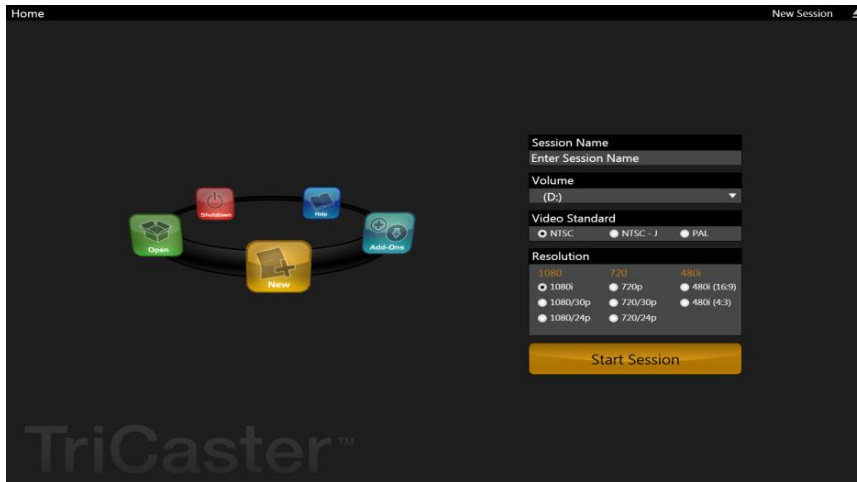 Home
New Session
Shutdown
Help
Open
Add-Ons
New
Session Name
Enter Session Name
Volume
(D:)
Video Standard
NTSC
NTSC - J
PAL
Resolution
1080 720 480i
1080i 720p 480i (16:9)
1080/30p 720/30p 480i (4:3)
1080/24p 720/24p
Start Session
TriCaster™